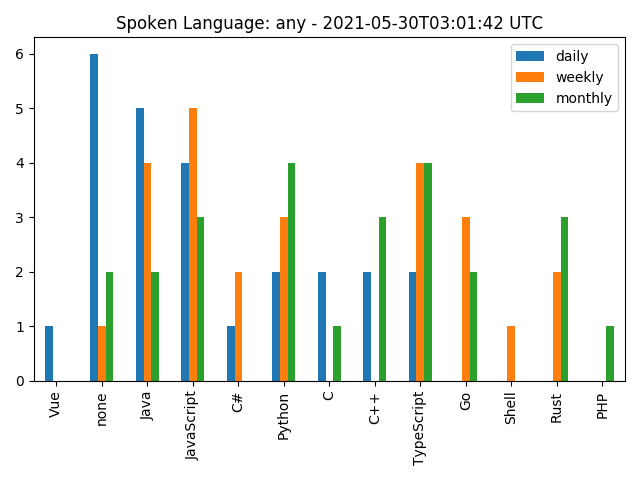 Spoken Language: any - 2021-05-30T03:01:42 UTC
daily
weekly
monthly
6
5
4
3
2
1
0
Vue
none
Java
JavaScript
C#
Python
C
C++
TypeScript
Go
Shell
Rust
PHP